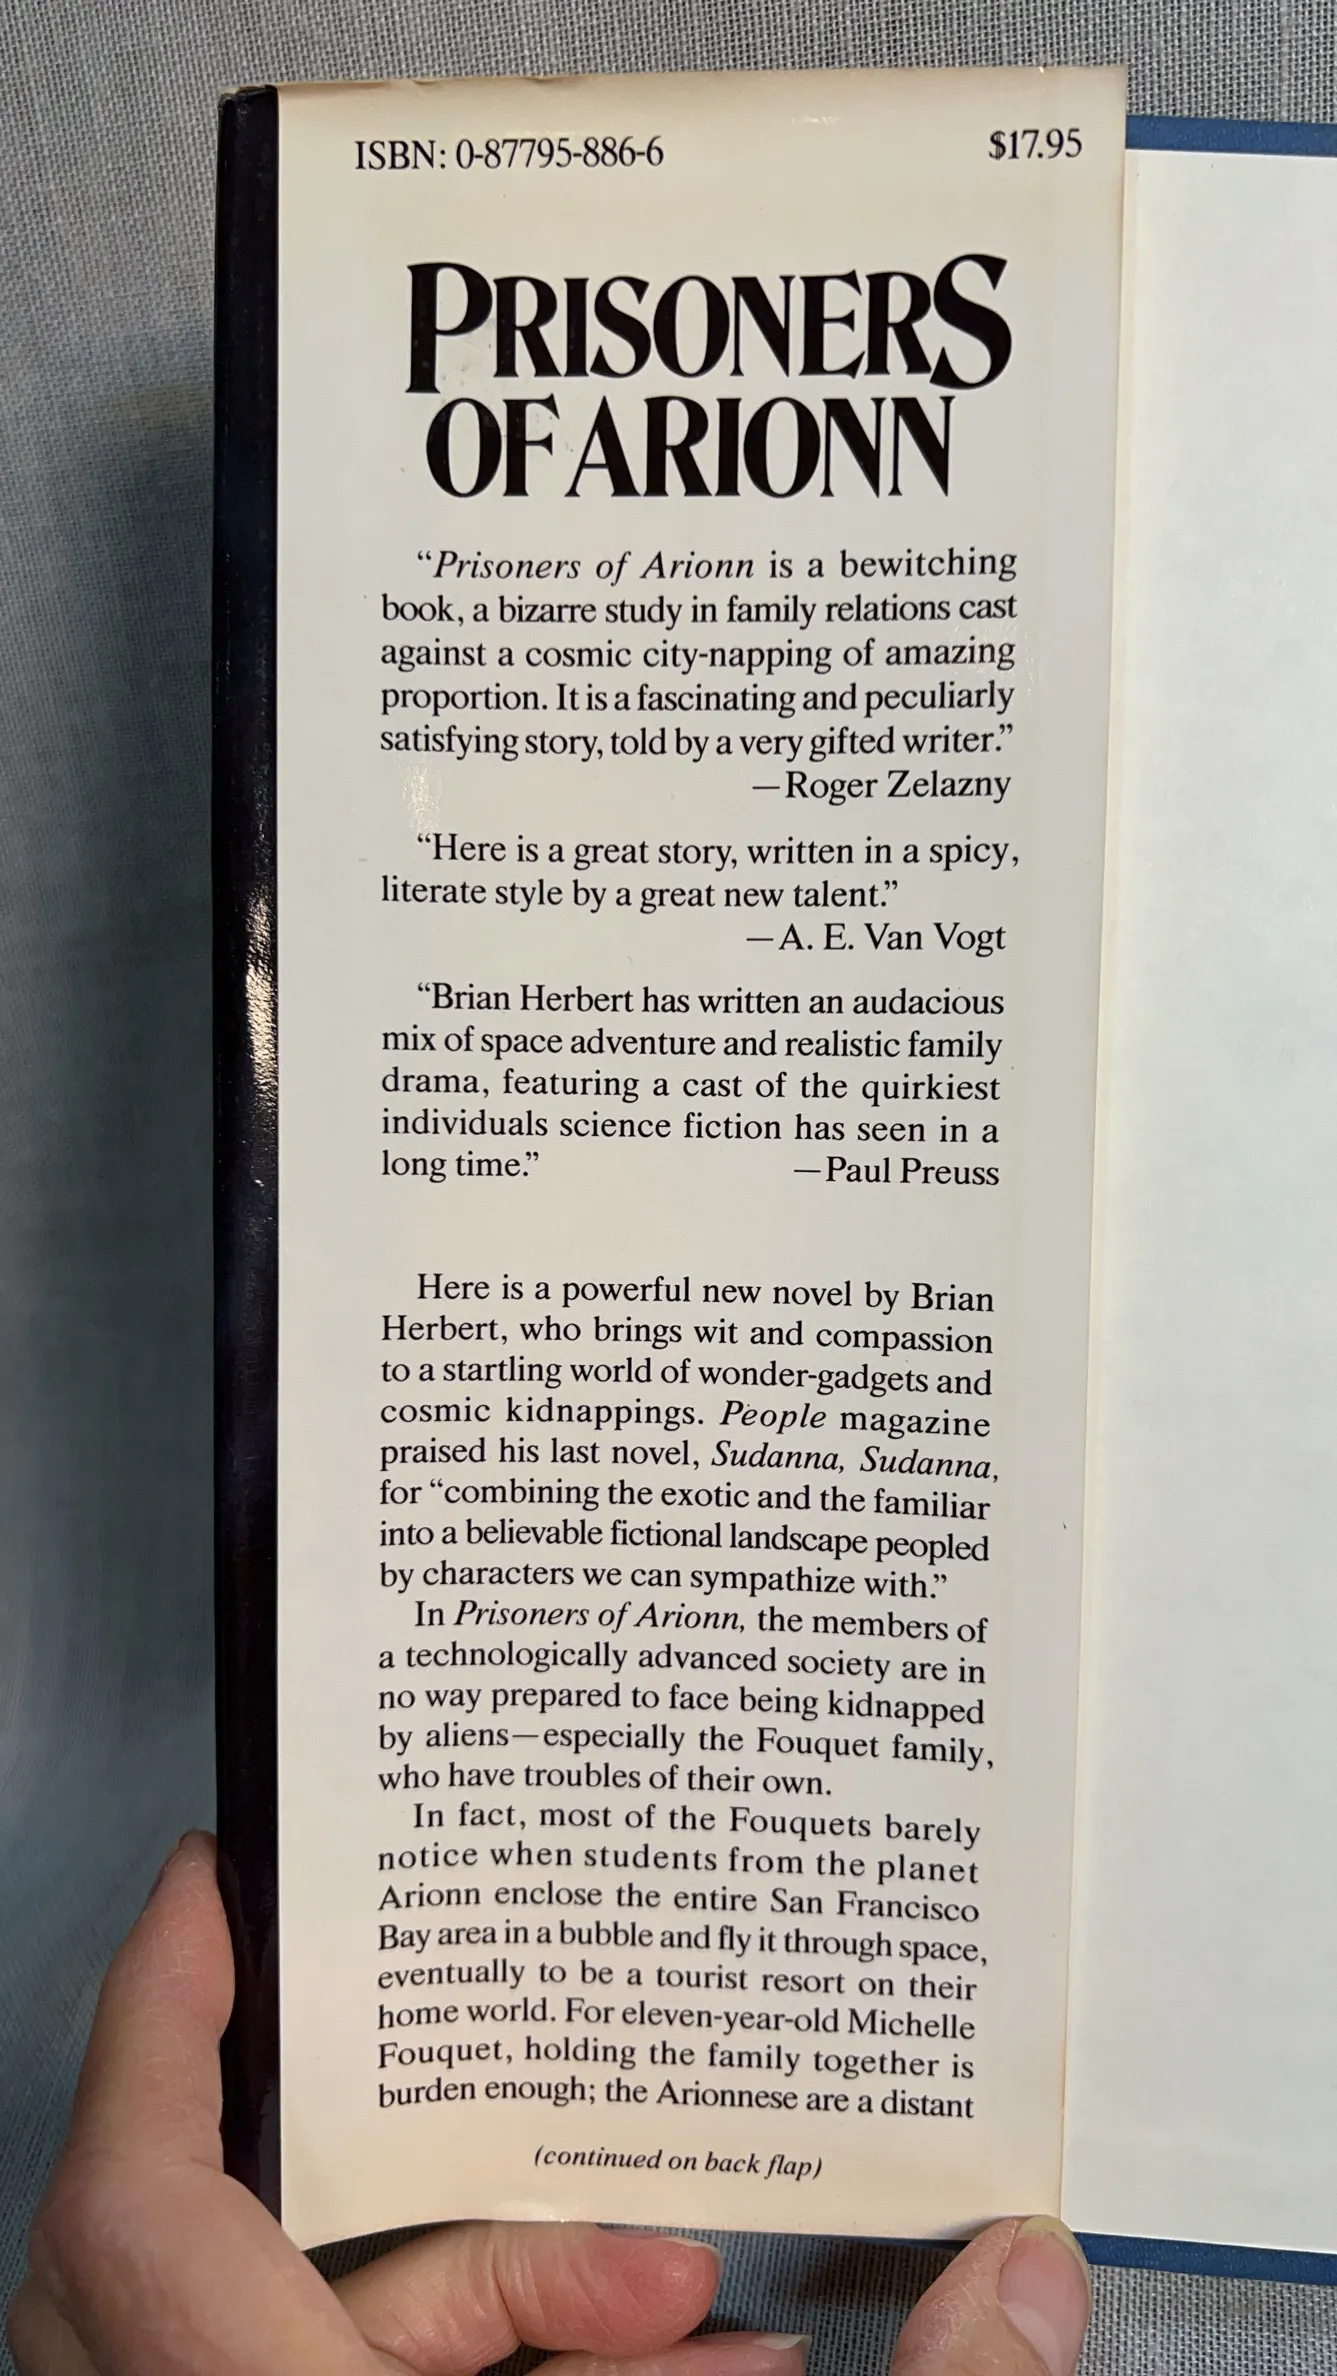 ISBN: 0-87795-886-6 $17.95
PRISONERS
OF ARIONN
“Prisoners of Arionn is a bewitching
book, a bizarre study in family relations cast
against a cosmic city-napping of amazing
proportion. It is a fascinating and peculiarly
satisfying story, told by a very gifted writer.”
—Roger Zelazny
“Here is a great story, written in a spicy,
literate style by a great new talent.”
—A. E. Van Vogt
“Brian Herbert has written an audacious
mix of space adventure and realistic family
drama, featuring a cast of the quirkiest
individuals science fiction has seen in a
long time.” —Paul Preuss
Here is a powerful new novel by Brian
Herbert, who brings wit and compassion
to a startling world of wonder-gadgets and
cosmic kidnappings. People magazine
praised his last novel, Sudanna, Sudanna,
for “combining the exotic and the familiar
into a believable fictional landscape peopled
by characters we can sympathize with.”
In Prisoners of Arionn, the members of
a technologically advanced society are in
no way prepared to face being kidnapped
by aliens—especially the Fouquet family,
who have troubles of their own.
In fact, most of the Fouquets barely
notice when students from the planet
Arionn enclose the entire San Francisco
Bay area in a bubble and fly it through space,
eventually to be a tourist resort on their
home world. For eleven-year-old Michelle
Fouquet, holding the family together is
burden enough; the Arionnese are a distant
(continued on back flap)